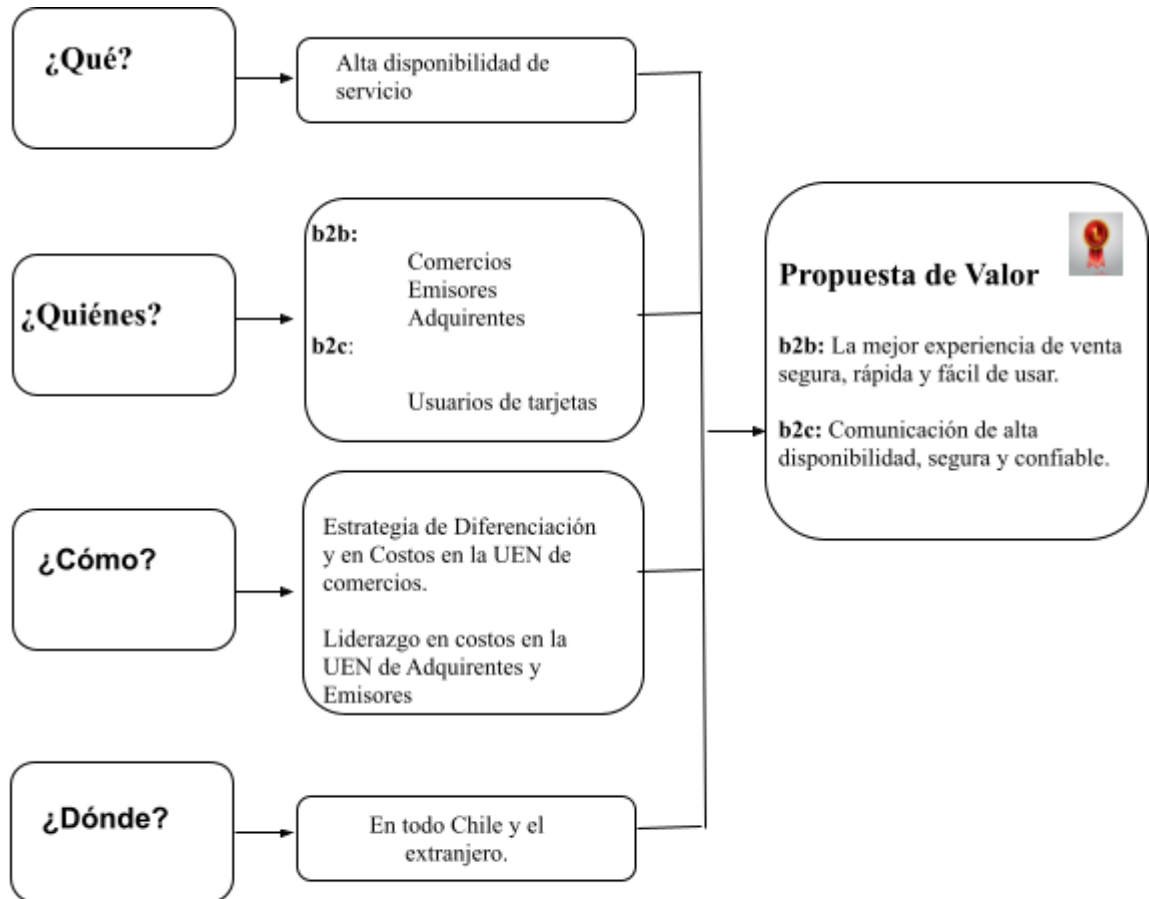 ¿Qué?
Alta disponibilidad de
servicio
¿Quiénes?
b2b:
Comercios
Emisores
Adquirentes
b2c:
Usuarios de tarjetas
¿Cómo?
Estrategia de Diferenciación
y en Costos en la UEN de
comercios.
Liderazgo en costos en la
UEN de Adquirentes y
Emisores
¿Dónde?
En todo Chile y el
extranjero.
Propuesta de Valor
b2b: La mejor experiencia de venta
segura, rápida y fácil de usar.
b2c: Comunicación de alta
disponibilidad, segura y confiable.